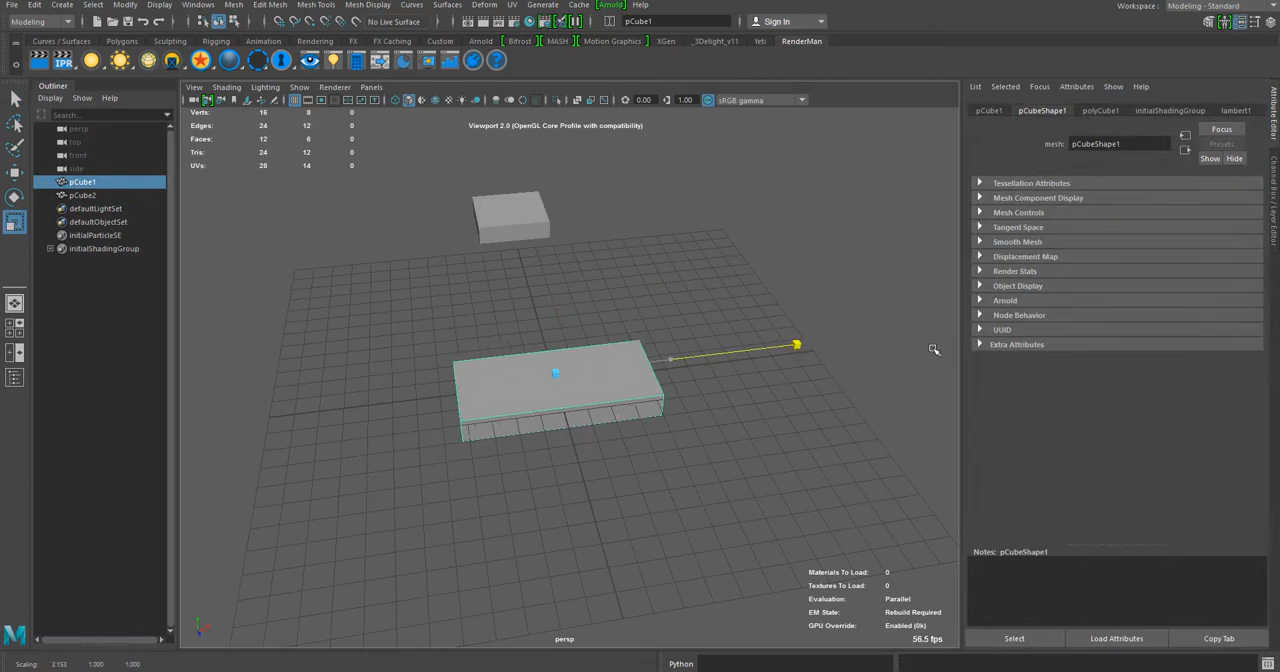 File Edit Create Select Modify Display Windows Mesh Edit Mesh Mesh Tools Mesh Display Curves Surfaces Deform UV Generate Cache Arnold Help
Workspace : Modeling - Standard*
Modeling No Live Surface pCube1 Sign In
Curves / Surfaces Polygons Sculpting Rigging Animation Rendering FX FX Caching Custom Arnold Bifrost MASH Motion Graphics XGen _3Delight_v11 Yeti RenderMan
IPR
Outliner
Display Show Help
Search...
persp
top
front
side
pCube1
pCube2
defaultLightSet
defaultObjectSet
initialParticleSE
initialShadingGroup
View Shading Lighting Show Renderer Panels
0.00 1.00 sRGB gamma
Verts: 16 8 0
Edges: 24 12 0
Faces: 12 6 0
Tris: 24 12 0
UVs: 28 14 0
Viewport 2.0 (OpenGL Core Profile with compatibility)
Materials To Load: 0
Textures To Load: 0
Evaluation: Parallel
EM State: Rebuild Required
GPU Override: Enabled (0k)
56.5 fps
persp
List Selected Focus Attributes Show Help
pCube1 pCubeShape1 polyCube1 initialShadingGroup lambert1
Focus
mesh: pCubeShape1
Presets
Show Hide
Tessellation Attributes
Mesh Component Display
Mesh Controls
Tangent Space
Smooth Mesh
Displacement Map
Render Stats
Object Display
Arnold
Node Behavior
UUID
Extra Attributes
Notes: pCubeShape1
Select Load Attributes Copy Tab
Attribute Editor
Channel Box / Layer Editor
Scaling: 2.153 1.000 1.000
Python